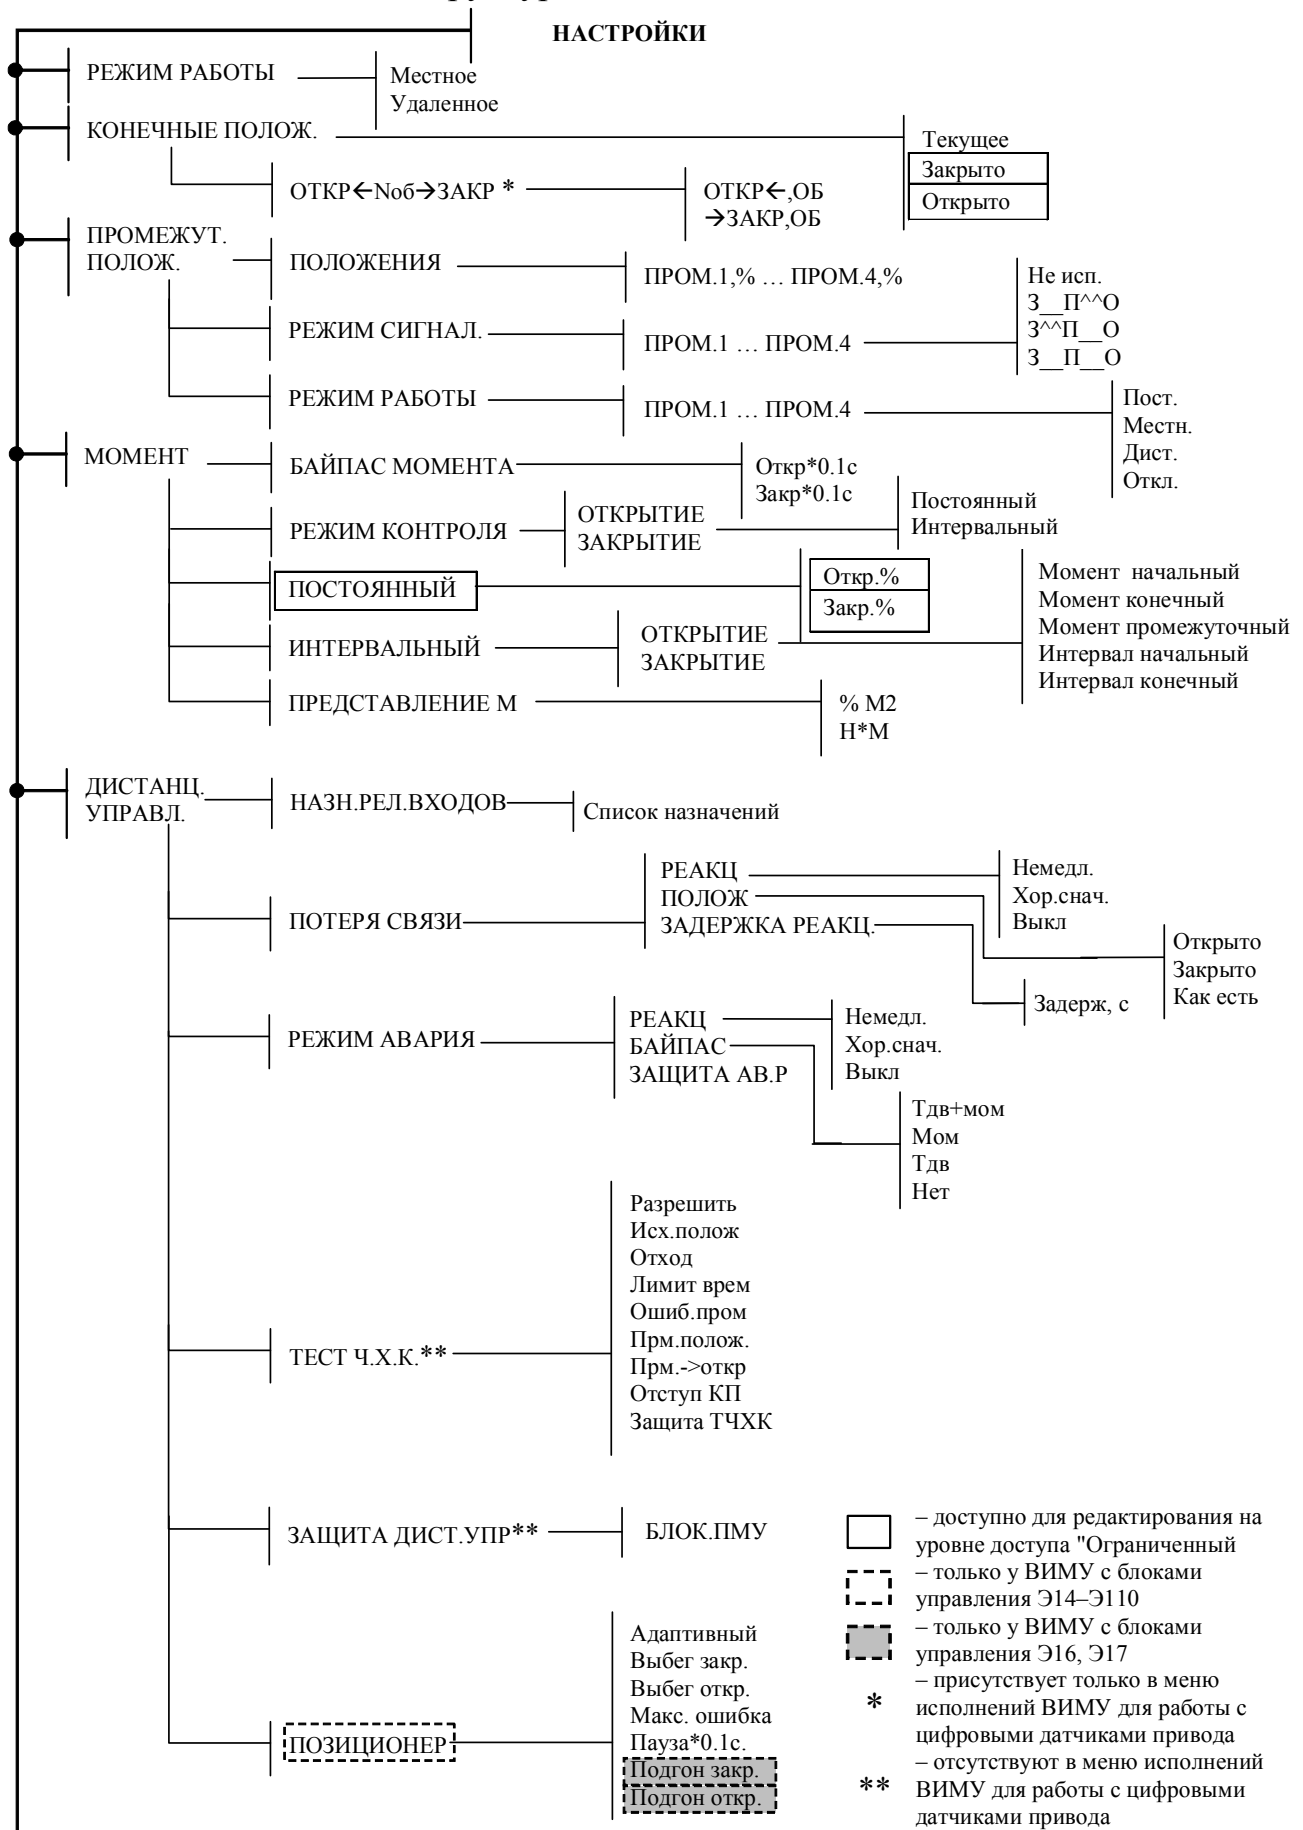 НАСТРОЙКИ
РЕЖИМ РАБОТЫ
Местное
Удаленное
КОНЕЧНЫЕ ПОЛОЖ.
Текущее
Закрыто
Открыто
ОТКР←Nоб→ЗАКР *
ОТКР←,ОБ
→ЗАКР,ОБ
ПРОМЕЖУТ.
ПОЛОЖ.
ПОЛОЖЕНИЯ
ПРОМ.1,% … ПРОМ.4,%
РЕЖИМ СИГНАЛ.
ПРОМ.1 … ПРОМ.4
Не исп.
З__П^^О
З^^П__О
З__П__О
РЕЖИМ РАБОТЫ
ПРОМ.1 … ПРОМ.4
Пост.
Местн.
Дист.
Откл.
МОМЕНТ
БАЙПАС МОМЕНТА
Откр*0.1с
Закр*0.1с
РЕЖИМ КОНТРОЛЯ
ОТКРЫТИЕ
ЗАКРЫТИЕ
Постоянный
Интервальный
ПОСТОЯННЫЙ
Откр.%
Закр.%
ИНТЕРВАЛЬНЫЙ
ОТКРЫТИЕ
ЗАКРЫТИЕ
Момент начальный
Момент конечный
Момент промежуточный
Интервал начальный
Интервал конечный
ПРЕДСТАВЛЕНИЕ М
% М2
Н*М
ДИСТАНЦ.
УПРАВЛ.
НАЗН.РЕЛ.ВХОДОВ
Список назначений
ПОТЕРЯ СВЯЗИ
РЕАКЦ
ПОЛОЖ
ЗАДЕРЖКА РЕАКЦ.
Немедл.
Хор.снач.
Выкл
Открыто
Закрыто
Как есть
Задерж, с
РЕЖИМ АВАРИЯ
РЕАКЦ
БАЙПАС
ЗАЩИТА АВ.Р
Немедл.
Хор.снач.
Выкл
Тдв+мом
Мом
Тдв
Нет
ТЕСТ Ч.Х.К.**
Разрешить
Исх.полож
Отход
Лимит врем
Ошиб.пром
Прм.полож.
Прм.->откр
Отступ КП
Защита ТЧХК
ЗАЩИТА ДИСТ.УПР**
БЛОК.ПМУ
ПОЗИЦИОНЕР
Адаптивный
Выбег закр.
Выбег откр.
Макс. ошибка
Пауза*0.1с.
Подгон закр.
Подгон откр.
– доступно для редактирования на
уровне доступа "Ограниченный
– только у ВИМУ с блоками
управления Э14–Э110
– только у ВИМУ с блоками
управления Э16, Э17
* – присутствует только в меню
исполнений ВИМУ для работы с
цифровыми датчиками привода
** – отсутствуют в меню исполнений
ВИМУ для работы с цифровыми
датчиками привода